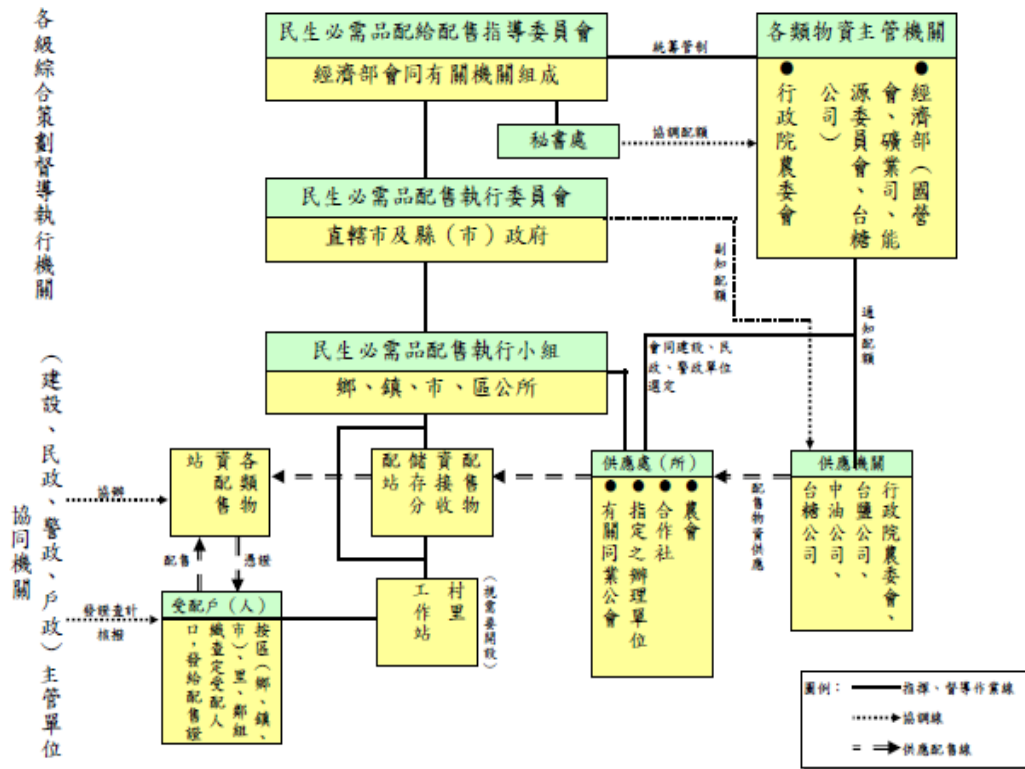 各級綜合策劃督導執行機關
民生必需品配給配售指導委員會
經濟部會同有關機關組成
統籌管制
各類物資主管機關
●經濟部（國營
會、礦業司、能
源委員會、台糖
公司）
●行政院農委會
秘書處
協調配額
民生必需品配售執行委員會
直轄市及縣（市）政府
副知配額
通知配額
民生必需品配售執行小組
鄉、鎮、市、區公所
會同建設、民
政、警政單位
選定
（建設、民政、警政、戶政）主管單位
協同機關
協辦
各類物
資配售
站
配售物
資接收
儲存分
配站
供應處（所）
●農會
●合作社
●指定之辦理單位
●有關同業公會
配售物資供應
供應機關
行政院農委會、
台鹽公司、
中油公司、
台糖公司
配售
憑證
發證查計
核撥
受配戶（人）
按區（鄉、鎮、
市）、里、鄰組
織查定受配人
口，發給配售證
村里
工作站
（視需要開設）
圖例：
指揮、督導作業線
協調線
供應配售線